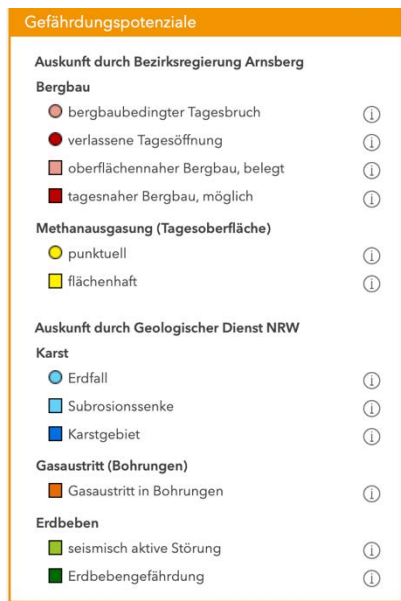 Gefährdungspotenziale
Auskunft durch Bezirksregierung Arnsberg
Bergbau
bergbaubedingter Tagesbruch
verlassene Tagesöffnung
oberflächennaher Bergbau, belegt
tagesnaher Bergbau, möglich
Methanausgasung (Tagesoberfläche)
punktuell
flächenhaft
Auskunft durch Geologischer Dienst NRW
Karst
Erdfall
Subrosionssenke
Karstgebiet
Gasaustritt (Bohrungen)
Gasaustritt in Bohrungen
Erdbeben
seismisch aktive Störung
Erdbebengefährdung